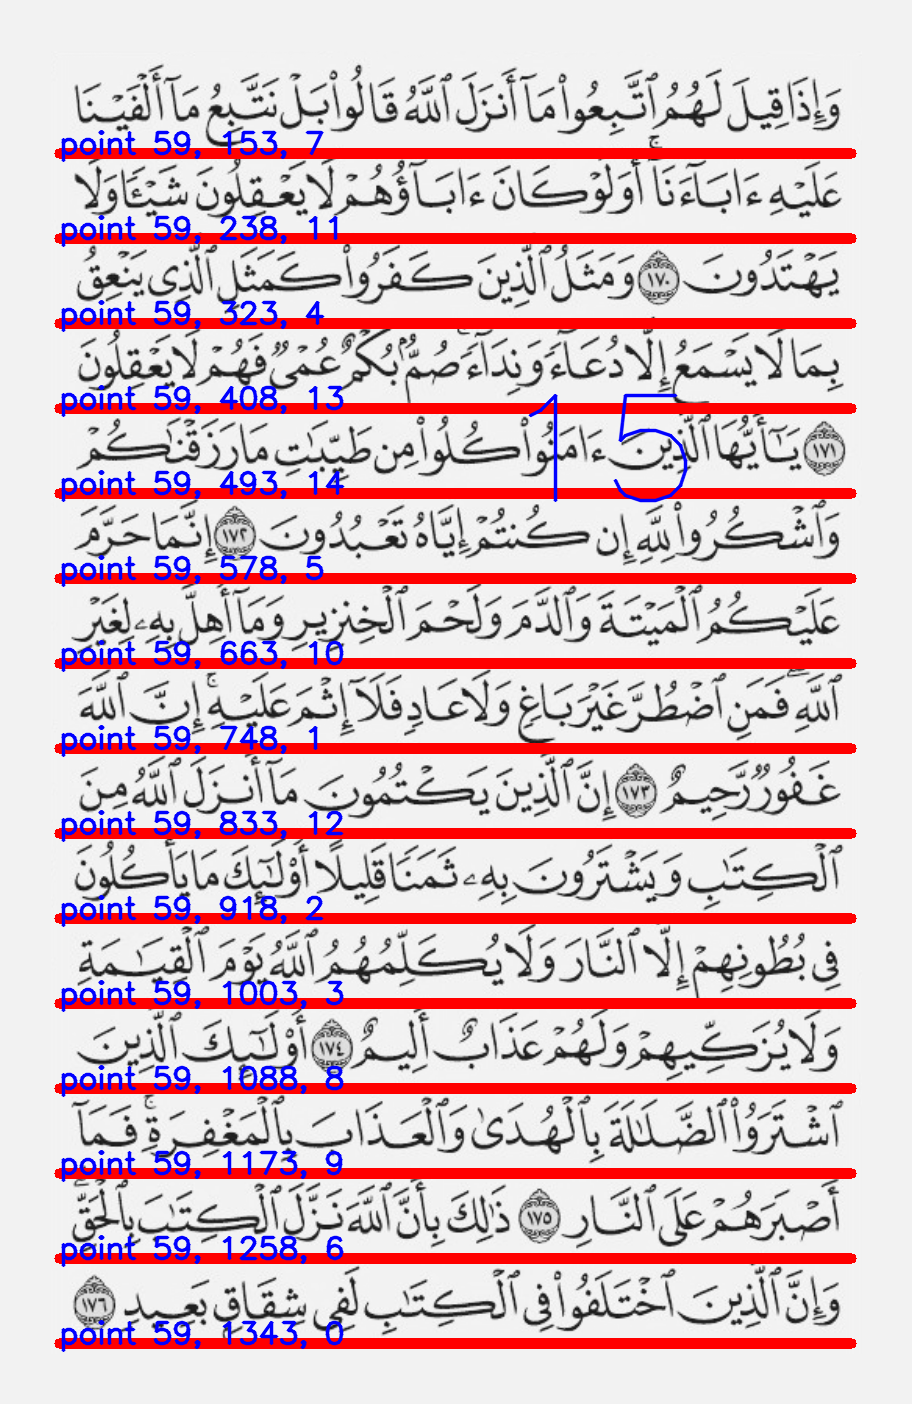 وَإِذَا قِيلَ لَهُمُ ٱتَّبِعُوا۟ مَآ أَنزَلَ ٱللَّهُ قَالُوا۟ بَلْ نَتَّبِعُ مَآ أَلْفَيْنَا
point 59, 153, 7
عَلَيْهِ ءَابَآءَنَآ ۚ أَوَلَوْ كَانَ ءَابَآؤُهُمْ لَا يَعْقِلُونَ شَيْـًٔا وَلَا
point 59, 238, 11
يَهْتَدُونَ ١٧٠ وَمَثَلُ ٱلَّذِينَ كَفَرُوا۟ كَمَثَلِ ٱلَّذِى يَنْعِقُ
point 59, 323, 4
بِمَا لَا يَسْمَعُ إِلَّا دُعَآءً وَنِدَآءً ۚ صُمٌّۢ بُكْمٌ عُمْىٌ فَهُمْ لَا يَعْقِلُونَ
point 59, 408, 13
15
١٧١ يَـٰٓأَيُّهَا ٱلَّذِينَ ءَامَنُوا۟ كُلُوا۟ مِن طَيِّبَـٰتِ مَا رَزَقْنَـٰكُمْ
point 59, 493, 14
وَٱشْكُرُوا۟ لِلَّهِ إِن كُنتُمْ إِيَّاهُ تَعْبُدُونَ ١٧٢ إِنَّمَا حَرَّمَ
point 59, 578, 5
عَلَيْكُمُ ٱلْمَيْتَةَ وَٱلدَّمَ وَلَحْمَ ٱلْخِنزِيرِ وَمَآ أُهِلَّ بِهِۦ لِغَيْرِ
point 59, 663, 10
ٱللَّهِ ۖ فَمَنِ ٱضْطُرَّ غَيْرَ بَاغٍ وَلَا عَادٍ فَلَآ إِثْمَ عَلَيْهِ ۚ إِنَّ ٱللَّهَ
point 59, 748, 1
غَفُورٌ رَّحِيمٌ ١٧٣ إِنَّ ٱلَّذِينَ يَكْتُمُونَ مَآ أَنزَلَ ٱللَّهُ مِنَ
point 59, 833, 12
ٱلْكِتَـٰبِ وَيَشْتَرُونَ بِهِۦ ثَمَنًا قَلِيلًا أُو۟لَـٰٓئِكَ مَا يَأْكُلُونَ
point 59, 918, 2
فِى بُطُونِهِمْ إِلَّا ٱلنَّارَ وَلَا يُكَلِّمُهُمُ ٱللَّهُ يَوْمَ ٱلْقِيَـٰمَةِ
point 59, 1003, 3
وَلَا يُزَكِّيهِمْ وَلَهُمْ عَذَابٌ أَلِيمٌ ١٧٤ أُو۟لَـٰٓئِكَ ٱلَّذِينَ
point 59, 1088, 8
ٱشْتَرَوُا۟ ٱلضَّلَـٰلَةَ بِٱلْهُدَىٰ وَٱلْعَذَابَ بِٱلْمَغْفِرَةِ ۚ فَمَآ
point 59, 1173, 9
أَصْبَرَهُمْ عَلَى ٱلنَّارِ ١٧٥ ذَٰلِكَ بِأَنَّ ٱللَّهَ نَزَّلَ ٱلْكِتَـٰبَ بِٱلْحَقِّ ۗ
point 59, 1258, 6
وَإِنَّ ٱلَّذِينَ ٱخْتَلَفُوا۟ فِى ٱلْكِتَـٰبِ لَفِى شِقَاقٍۭ بَعِيدٍ ١٧٦
point 59, 1343, 0